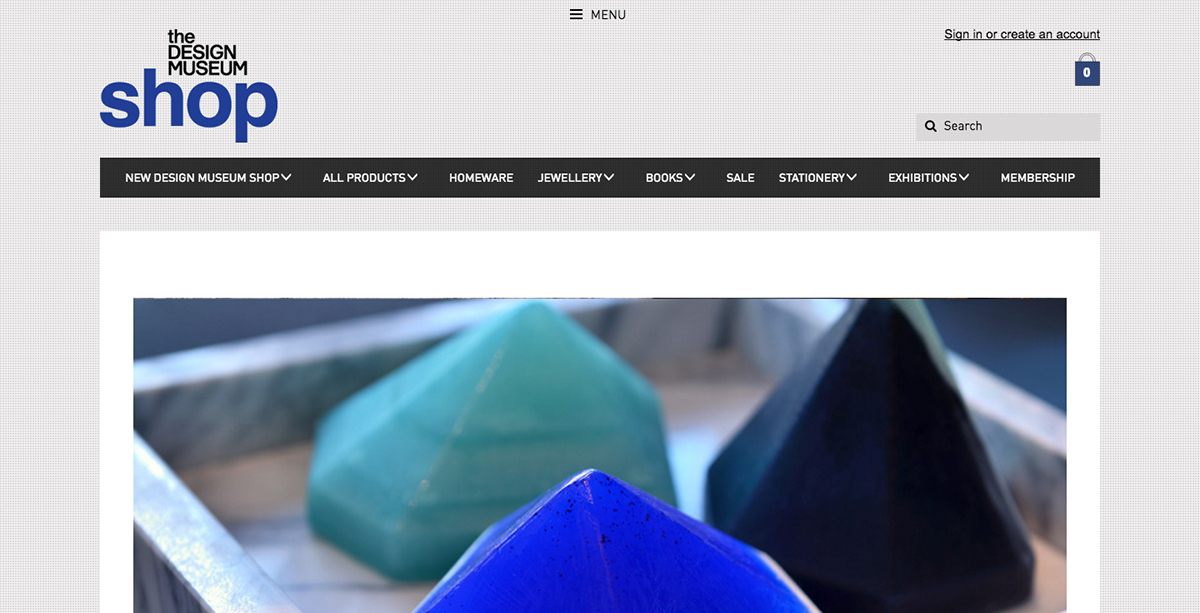 MENU
the
DESIGN
MUSEUM
shop
Sign in or create an account
0
Search
NEW DESIGN MUSEUM SHOP ALL PRODUCTS HOMEWARE JEWELLERY BOOKS SALE STATIONERY EXHIBITIONS MEMBERSHIP